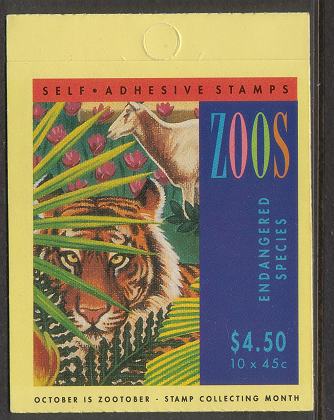 SELF • ADHESIVE STAMPS
ZOOS
ENDANGERED
SPECIES
$4.50
10 x 45c
OCTOBER IS ZOOTOBER - STAMP COLLECTING MONTH